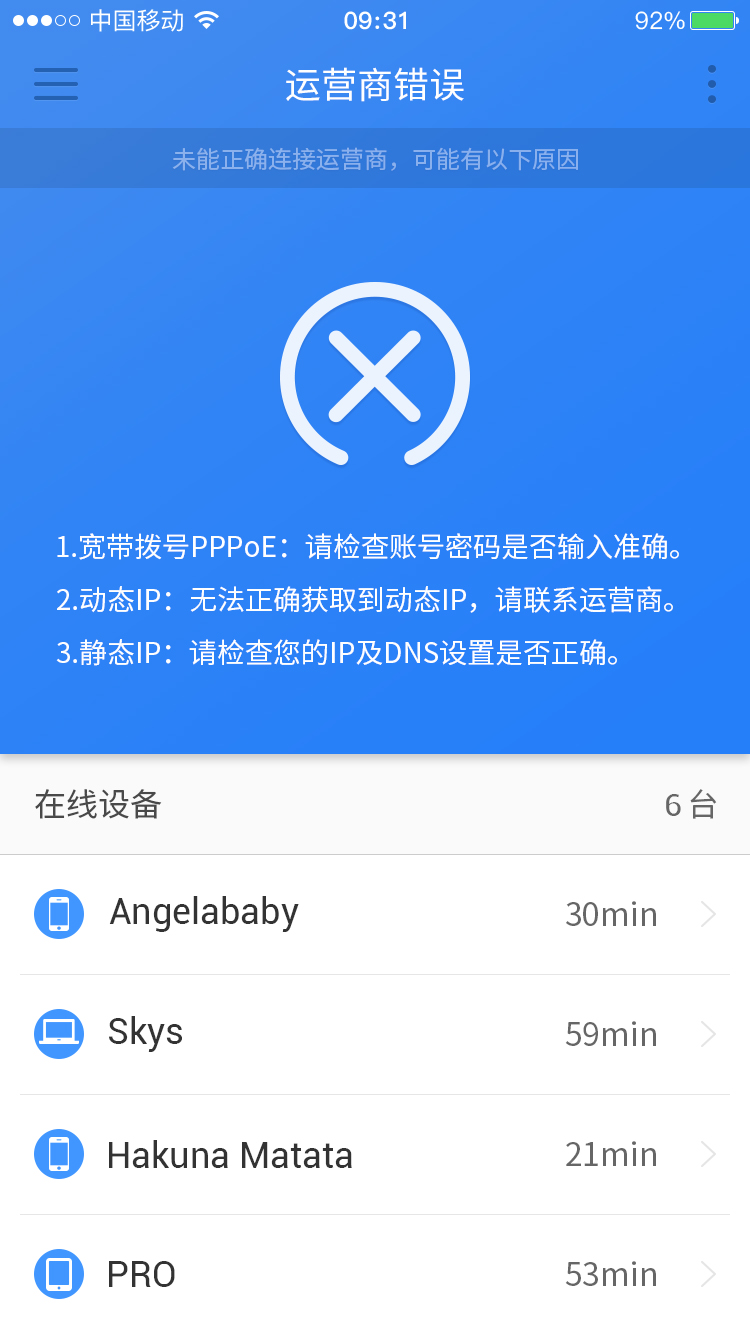 中国移动 09:31 92%
运营商错误
未能正确连接运营商，可能有以下原因
1.宽带拨号PPPoE：请检查账号密码是否输入准确。
2.动态IP：无法正确获取到动态IP，请联系运营商。
3.静态IP：请检查您的IP及DNS设置是否正确。
在线设备 6 台
Angelababy 30min
Skys 59min
Hakuna Matata 21min
PRO 53min